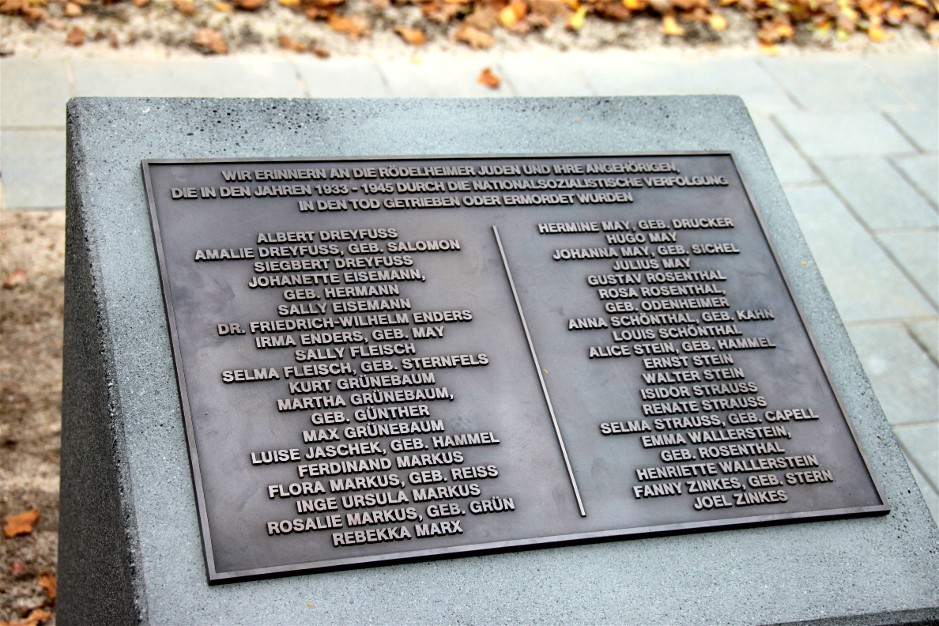 WIR ERINNERN AN DIE RÖDELHEIMER JUDEN UND IHRE ANGEHÖRIGEN,
DIE IN DEN JAHREN 1933 - 1945 DURCH DIE NATIONALSOZIALISTISCHE VERFOLGUNG
IN DEN TOD GETRIEBEN ODER ERMORDET WURDEN
ALBERT DREYFUSS
AMALIE DREYFUSS, GEB. SALOMON
SIEGBERT DREYFUSS
JOHANETTE EISEMANN,
GEB. HERMANN
SALLY EISEMANN
DR. FRIEDRICH-WILHELM ENDERS
IRMA ENDERS, GEB. MAY
SALLY FLEISCH
SELMA FLEISCH, GEB. STERNFELS
KURT GRÜNEBAUM
MARTHA GRÜNEBAUM,
GEB. GÜNTHER
MAX GRÜNEBAUM
LUISE JASCHEK, GEB. HAMMEL
FERDINAND MARKUS
FLORA MARKUS, GEB. REISS
INGE URSULA MARKUS
ROSALIE MARKUS, GEB. GRÜN
REBEKKA MARX
HERMINE MAY, GEB. DRUCKER
HUGO MAY
JOHANNA MAY, GEB. SICHEL
JULIUS MAY
GUSTAV ROSENTHAL
ROSA ROSENTHAL,
GEB. ODENHEIMER
ANNA SCHÖNTHAL, GEB. KAHN
LOUIS SCHÖNTHAL
ALICE STEIN, GEB. HAMMEL
ERNST STEIN
WALTER STEIN
ISIDOR STRAUSS
RENATE STRAUSS
SELMA STRAUSS, GEB. CAPELL
EMMA WALLERSTEIN,
GEB. ROSENTHAL
HENRIETTE WALLERSTEIN
FANNY ZINKES, GEB. STERN
JOEL ZINKES